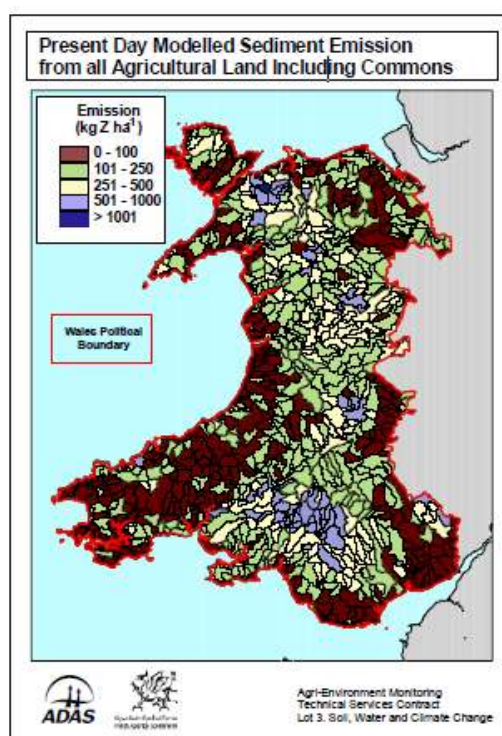 Present Day Modelled Sediment Emission
from all Agricultural Land Including Commons
Emission
(kg Z ha⁻¹)
0 - 100
101 - 250
251 - 500
501 - 1000
> 1001
Wales Political
Boundary
ADAS
Agri-Environment Monitoring
Technical Services Contract
Lot 3. Soil, Water and Climate Change